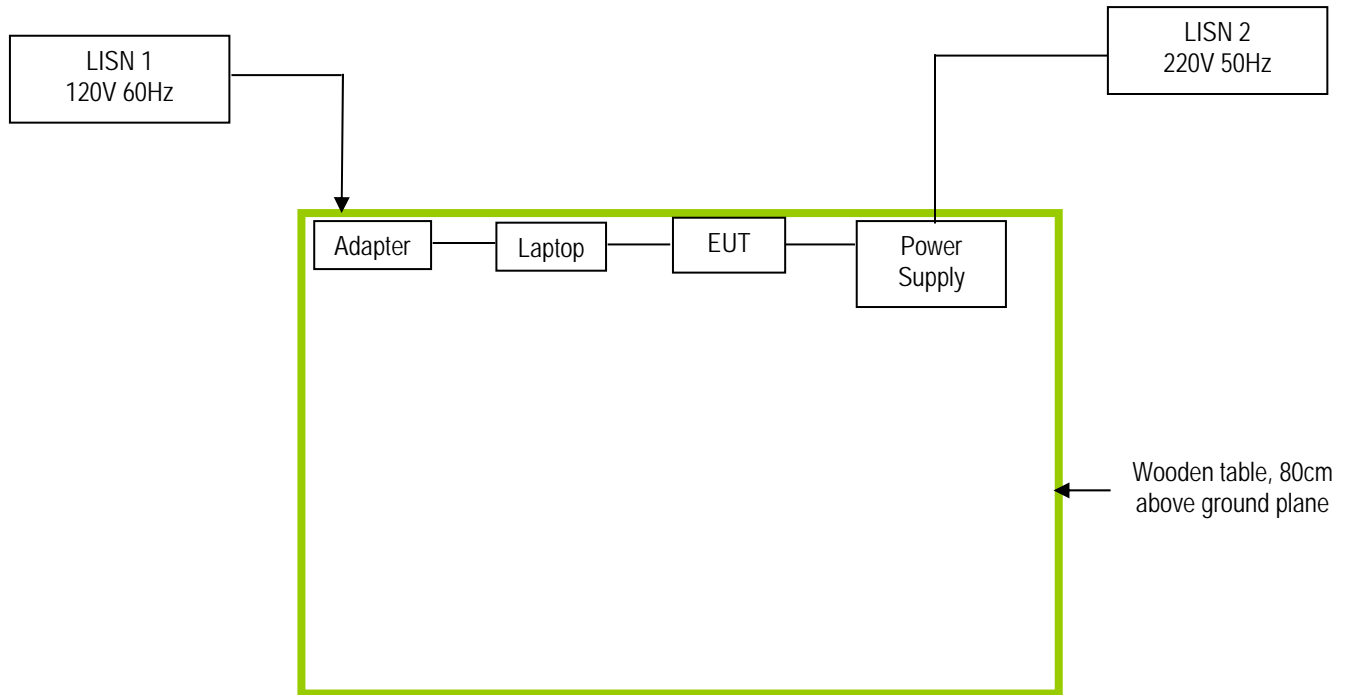 LISN 1
120V 60Hz
LISN 2
220V 50Hz
Adapter
Laptop
EUT
Power
Supply
Wooden table, 80cm
above ground plane